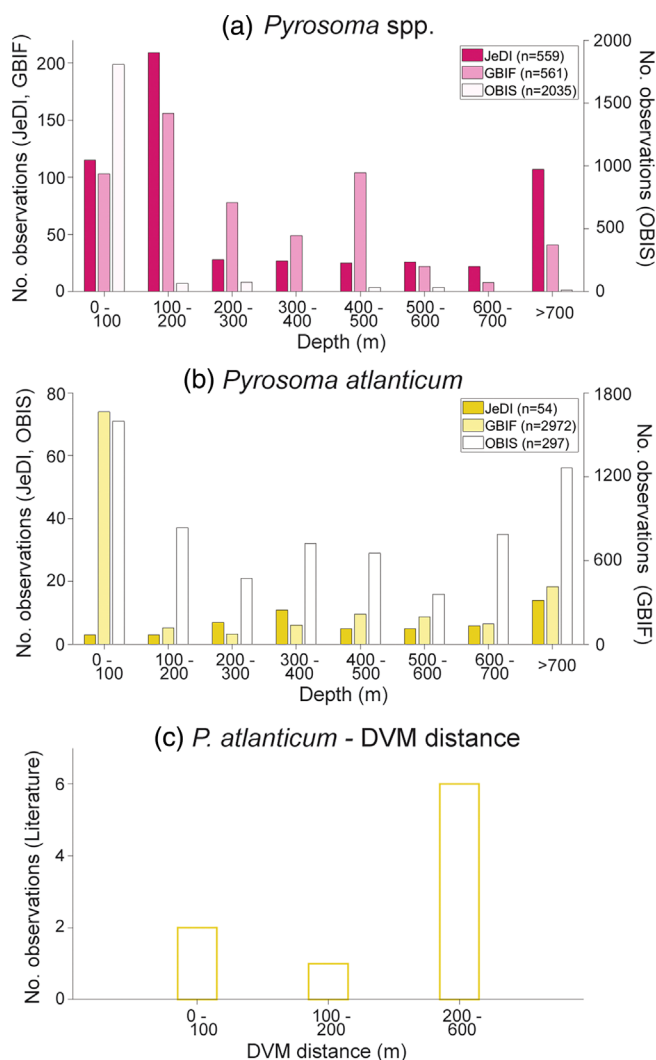 (a) Pyrosoma spp.
No. observations (JeDI, GBIF)
200
150
100
50
0
JeDI (n=559)
GBIF (n=561)
OBIS (n=2035)
2000
1500
1000
500
0
No. observations (OBIS)
0 - 100 - 200 - 300 - 400 - 500 - 600 - >700
100 200 300 400 500 600 700
Depth (m)
(b) Pyrosoma atlanticum
No. observations (JeDI, OBIS)
80
60
40
20
0
JeDI (n=54)
GBIF (n=2972)
OBIS (n=297)
1800
1200
600
0
No. observations (GBIF)
0 - 100 - 200 - 300 - 400 - 500 - 600 - >700
100 200 300 400 500 600 700
Depth (m)
(c) P. atlanticum - DVM distance
No. observations (Literature)
6
4
2
0
0 - 100 - 200 -
100 200 600
DVM distance (m)